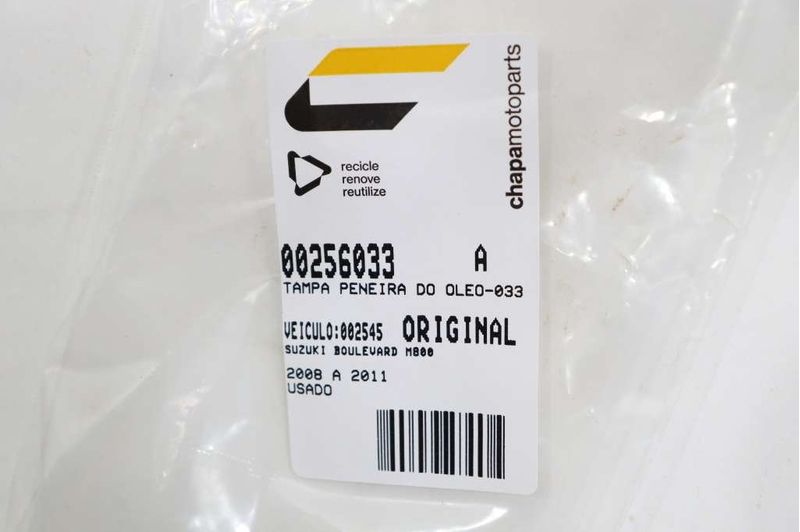 chapamotoparts
recicle
renove
reutilize
00256033 A
TAMPA PENEIRA DO OLEO-033
VEICULO:002545 ORIGINAL
SUZUKI BOULEVARD M800
2008 A 2011
USADO